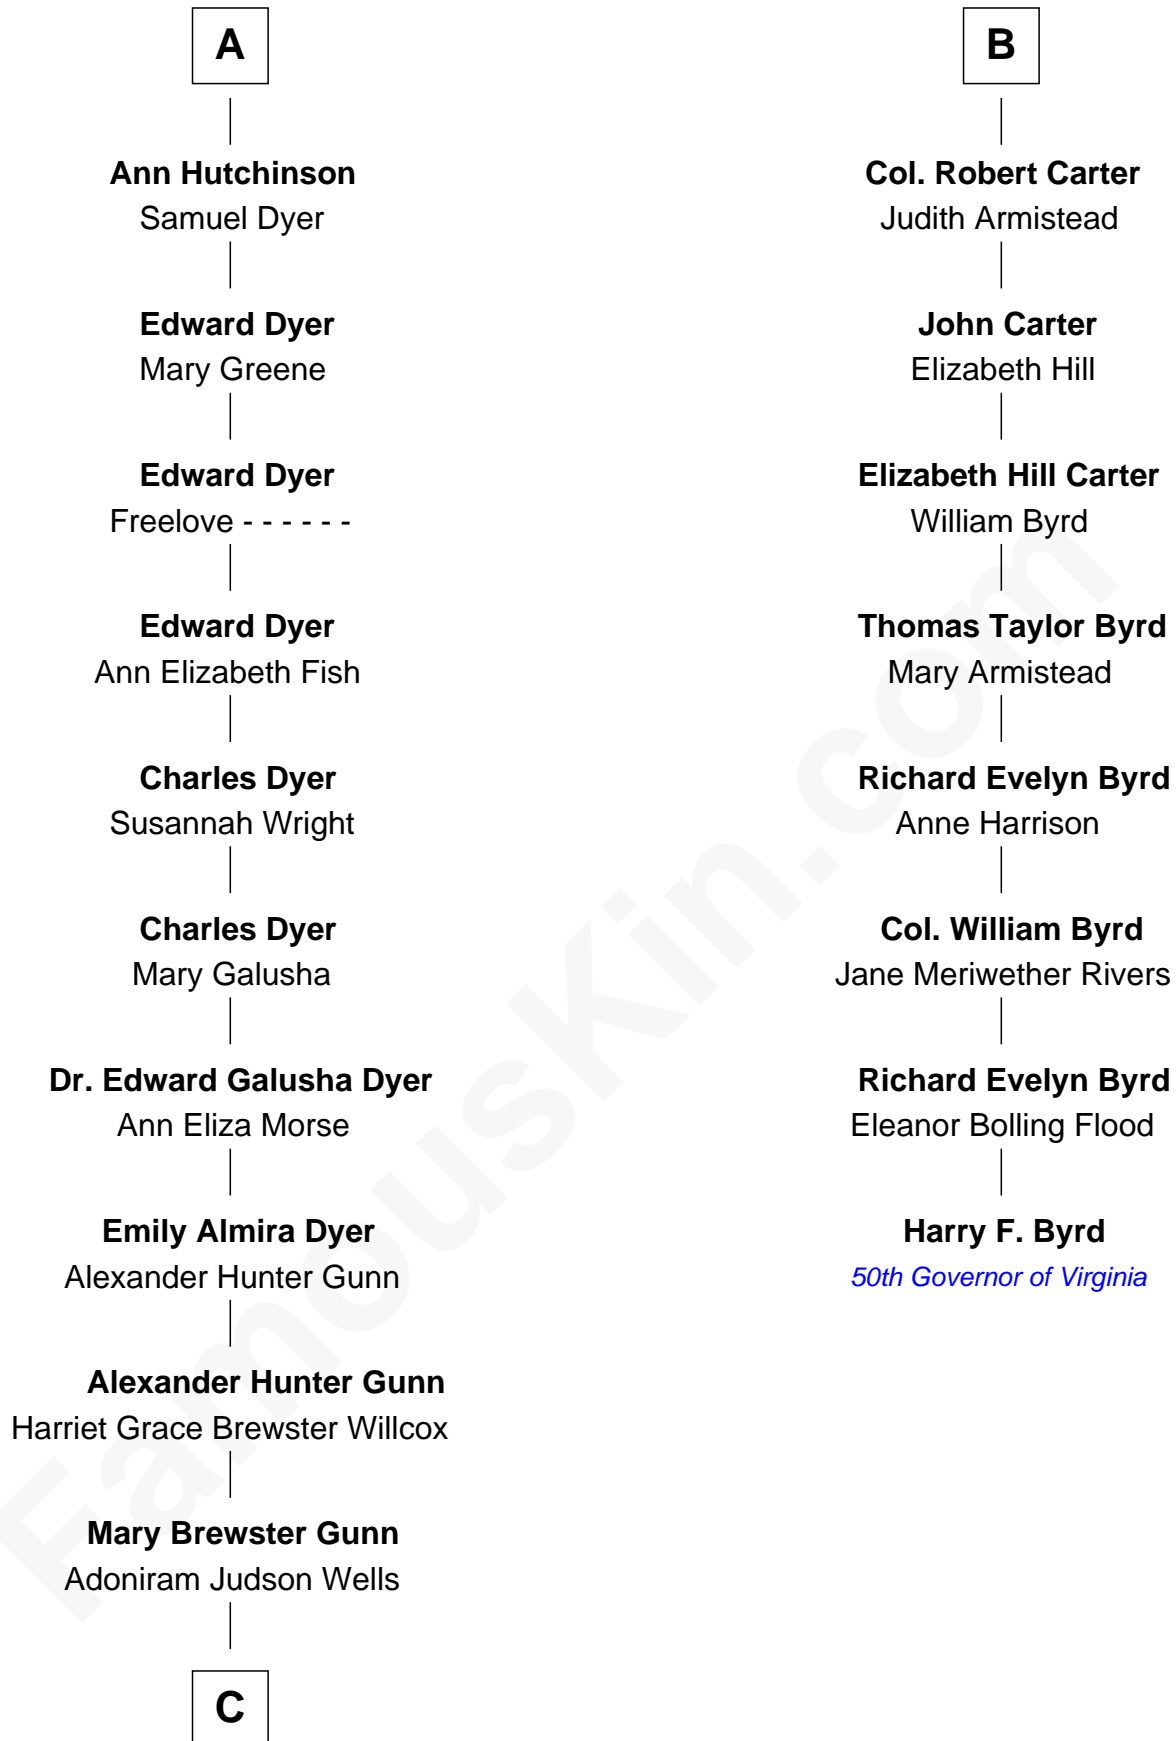 A
Ann Hutchinson
Samuel Dyer
Edward Dyer
Mary Greene
Edward Dyer
Freelove - - - - - -
Edward Dyer
Ann Elizabeth Fish
Charles Dyer
Susannah Wright
Charles Dyer
Mary Galusha
Dr. Edward Galusha Dyer
Ann Eliza Morse
Emily Almira Dyer
Alexander Hunter Gunn
Alexander Hunter Gunn
Harriet Grace Brewster Willcox
Mary Brewster Gunn
Adoniram Judson Wells
C
B
Col. Robert Carter
Judith Armistead
John Carter
Elizabeth Hill
Elizabeth Hill Carter
William Byrd
Thomas Taylor Byrd
Mary Armistead
Richard Evelyn Byrd
Anne Harrison
Col. William Byrd
Jane Meriwether Rivers
Richard Evelyn Byrd
Eleanor Bolling Flood
Harry F. Byrd
50th Governor of Virginia
FamousKin.com